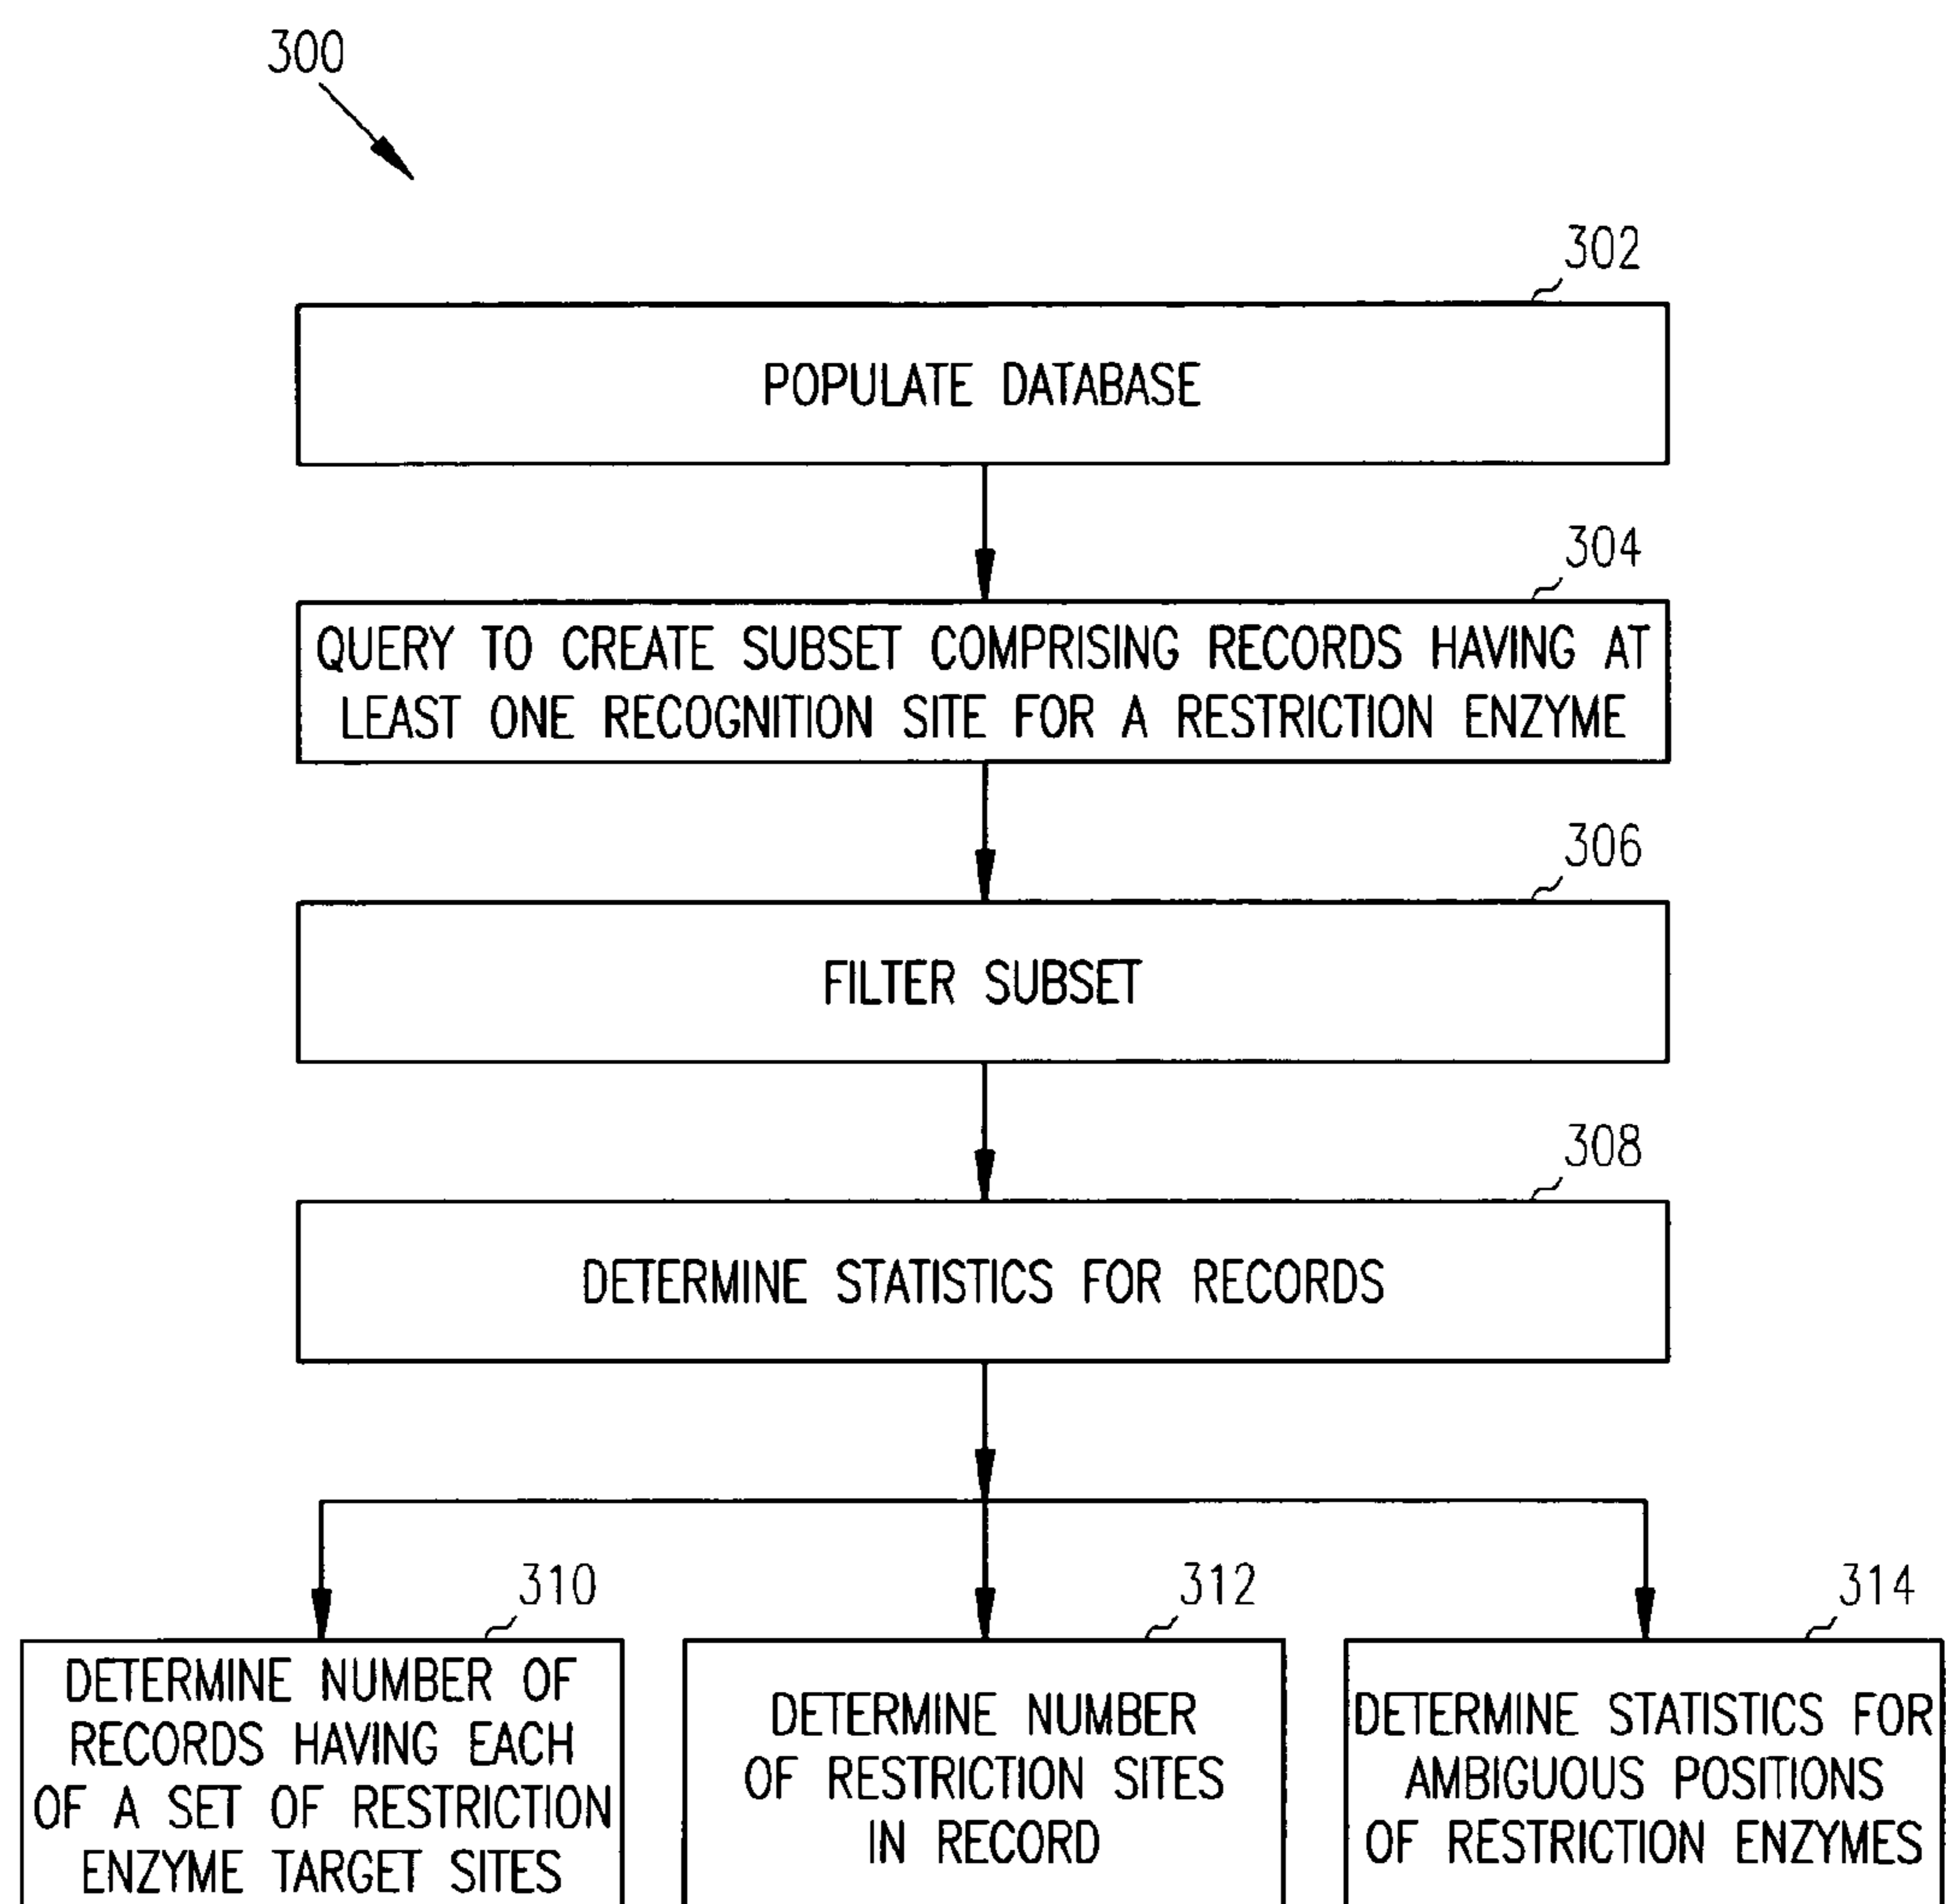 300
302
POPULATE DATABASE
304
QUERY TO CREATE SUBSET COMPRISING RECORDS HAVING AT
LEAST ONE RECOGNITION SITE FOR A RESTRICTION ENZYME
306
FILTER SUBSET
308
DETERMINE STATISTICS FOR RECORDS
310
DETERMINE NUMBER OF
RECORDS HAVING EACH
OF A SET OF RESTRICTION
ENZYME TARGET SITES
312
DETERMINE NUMBER
OF RESTRICTION SITES
IN RECORD
314
DETERMINE STATISTICS FOR
AMBIGUOUS POSITIONS
OF RESTRICTION ENZYMES